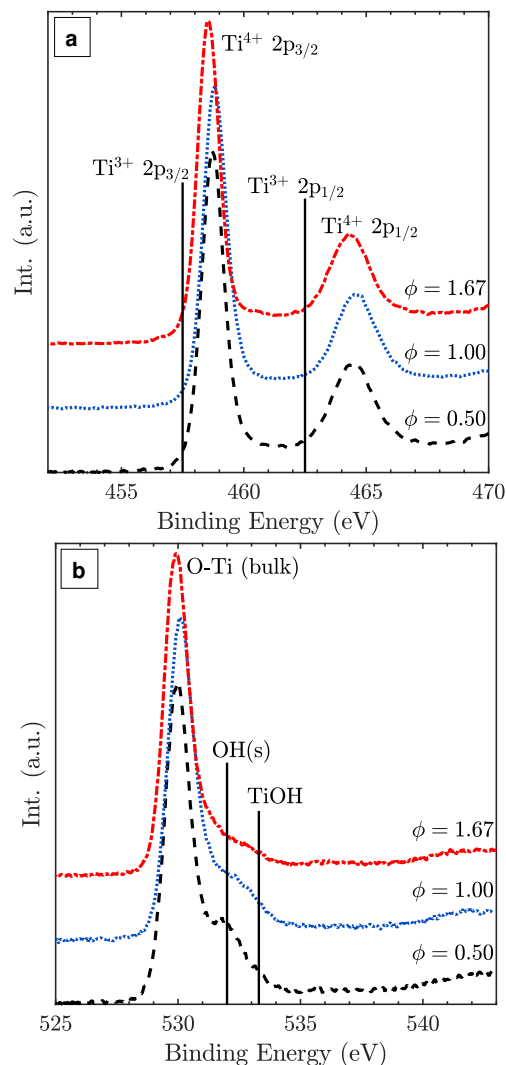 a
Ti⁴⁺ 2p₃/₂
Ti³⁺ 2p₃/₂
Ti³⁺ 2p₁/₂
Ti⁴⁺ 2p₁/₂
ϕ = 1.67
ϕ = 1.00
ϕ = 0.50
Int. (a.u.)
455 460 465 470
Binding Energy (eV)
b
O-Ti (bulk)
OH(s)
TiOH
ϕ = 1.67
ϕ = 1.00
ϕ = 0.50
Int. (a.u.)
525 530 535 540
Binding Energy (eV)